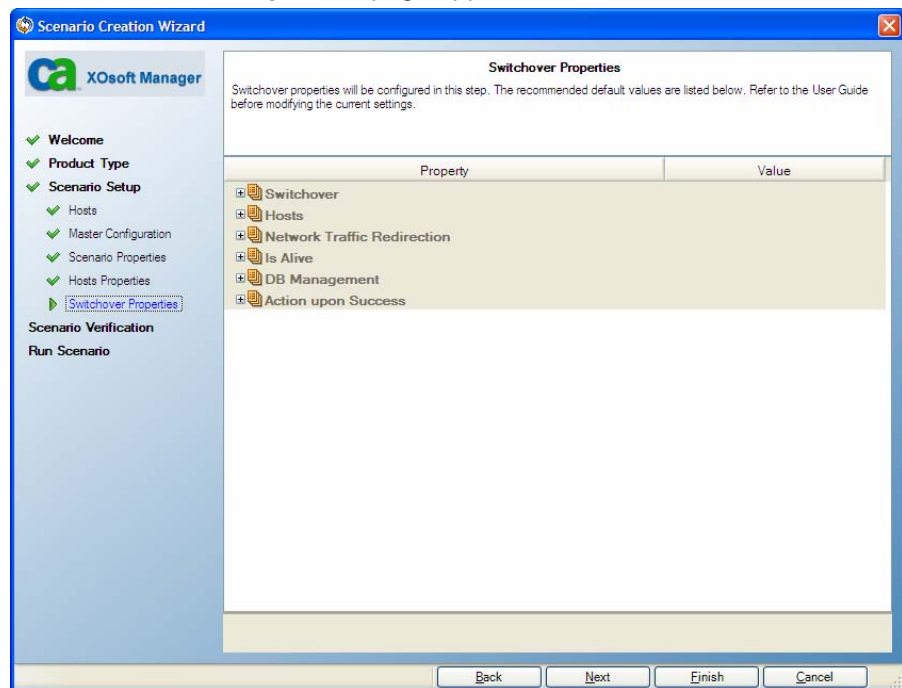 Scenario Creation Wizard
ca XOsoft Manager
Welcome
Product Type
Scenario Setup
Hosts
Master Configuration
Scenario Properties
Hosts Properties
Switchover Properties
Scenario Verification
Run Scenario
Switchover Properties
Switchover properties will be configured in this step. The recommended default values are listed below. Refer to the User Guide
before modifying the current settings.
Property Value
Switchover
Hosts
Network Traffic Redirection
Is Alive
DB Management
Action upon Success
Back Next Finish Cancel